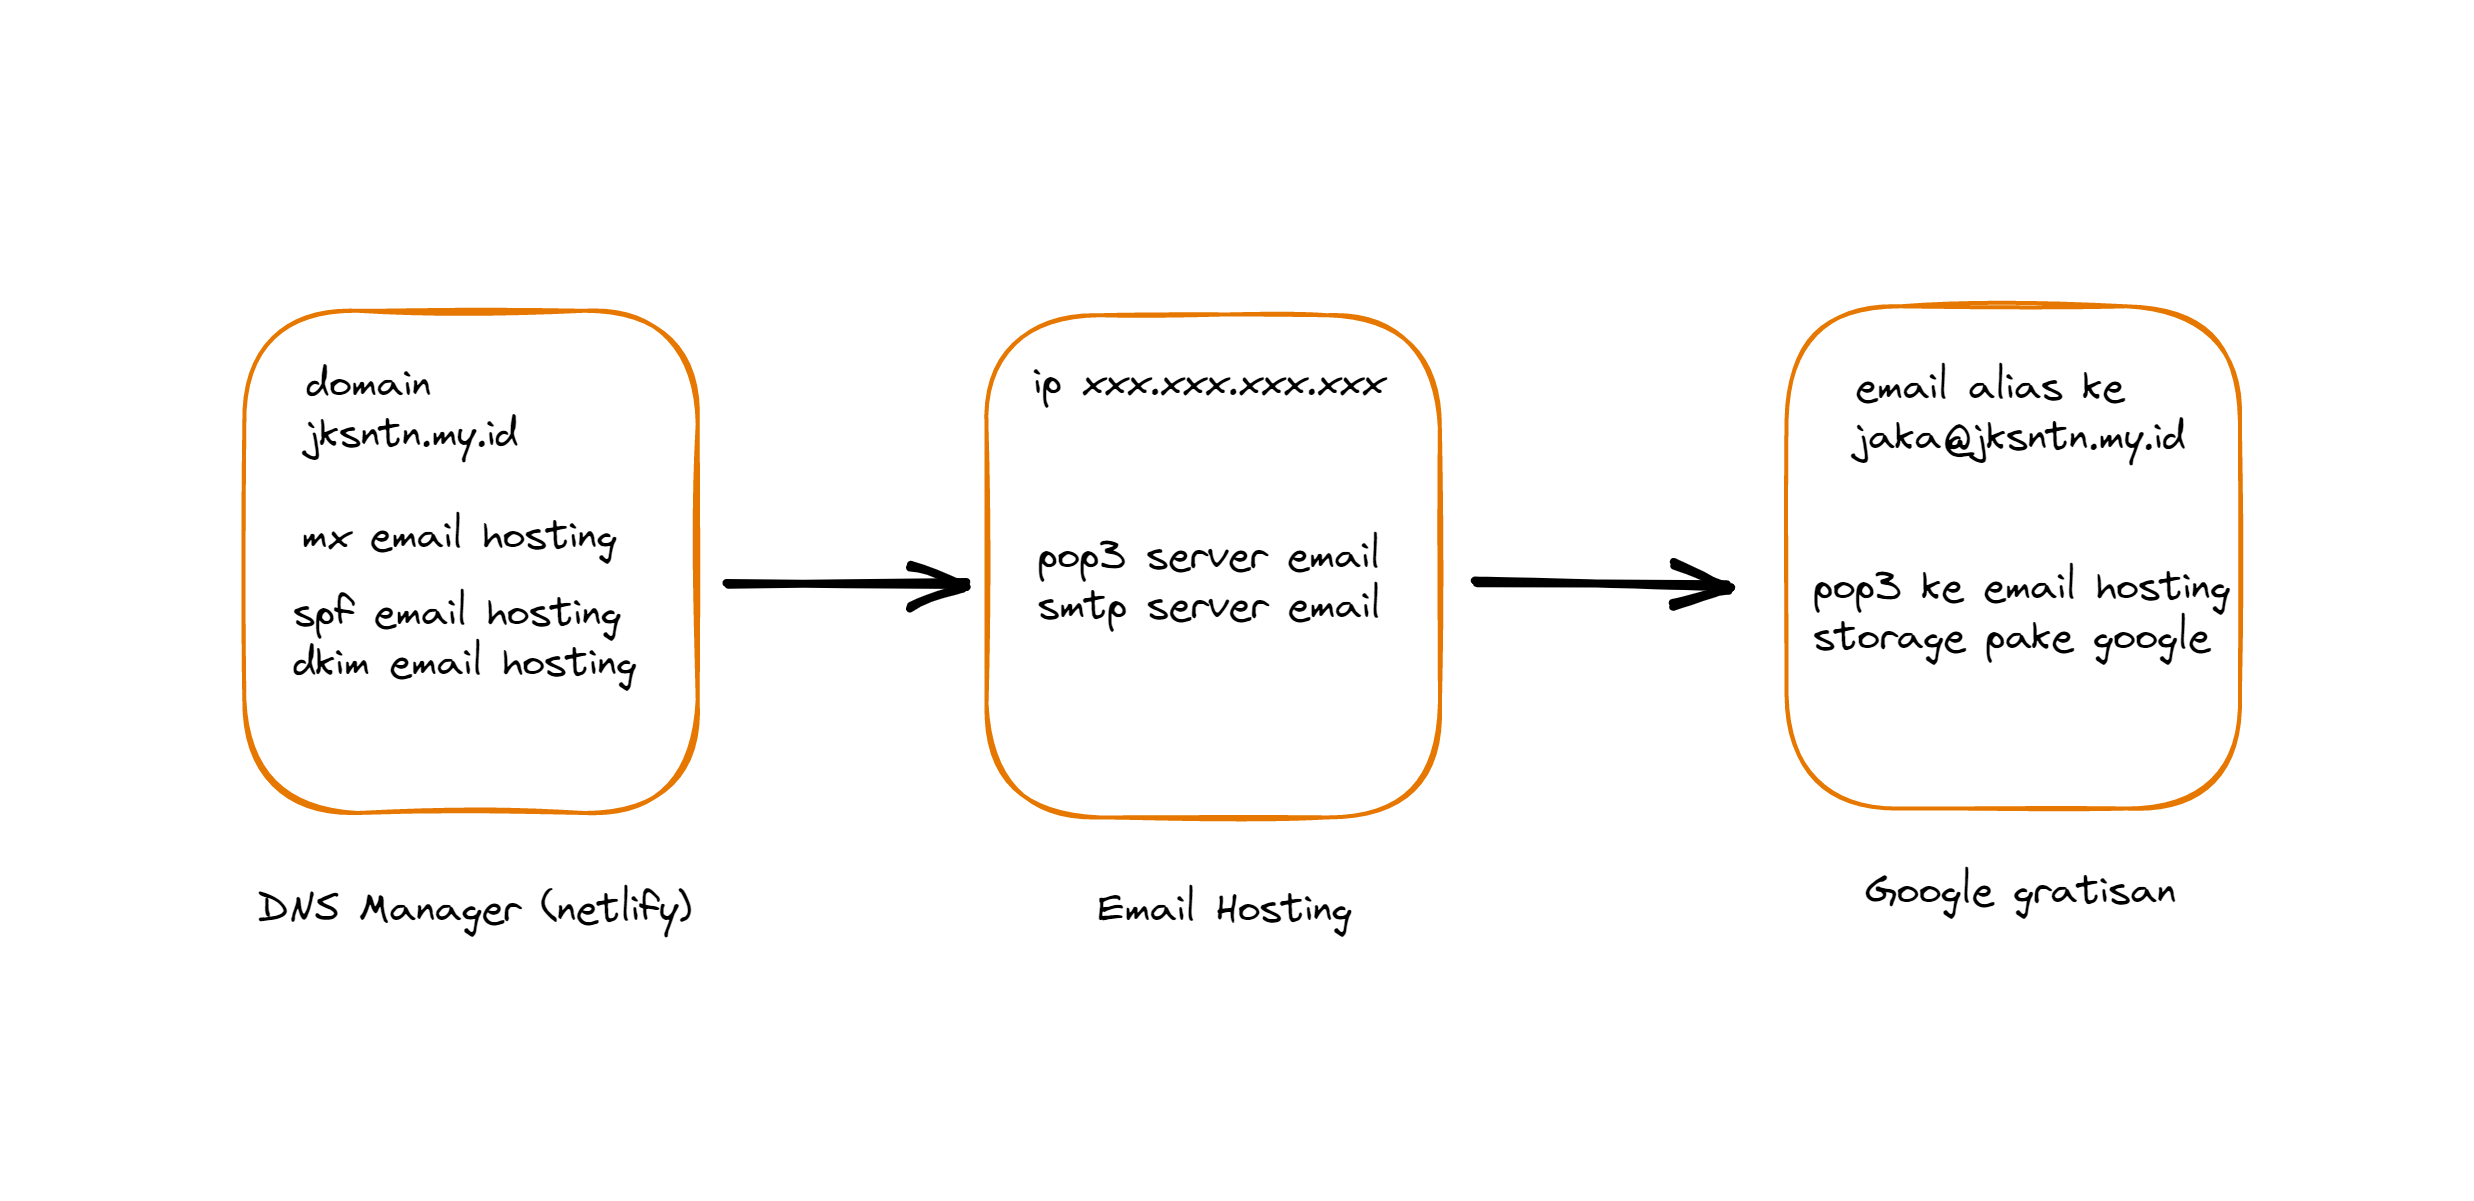 domain
jksntn.my.id
mx email hosting
spf email hosting
dkim email hosting
DNS Manager (netlify)
ip xxx.xxx.xxx.xxx
pop3 server email
smtp server email
Email Hosting
email alias ke
jaka@jksntn.my.id
pop3 ke email hosting
storage pake google
Google gratisan